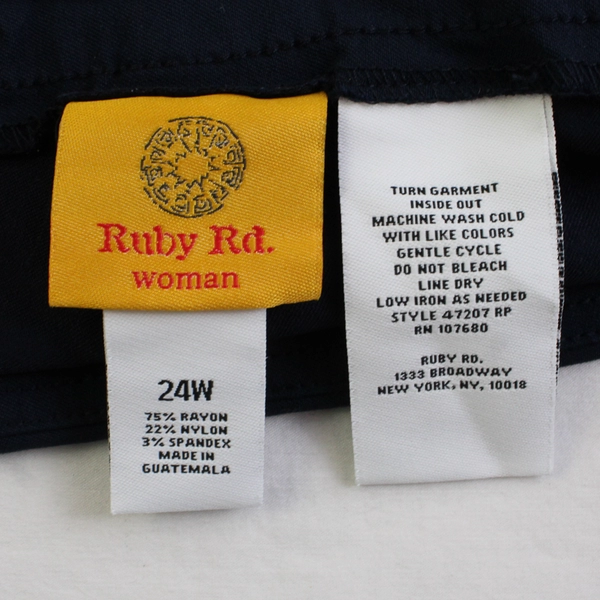 Ruby Rd.
woman
24W
75% RAYON
22% NYLON
3% SPANDEX
MADE IN
GUATEMALA
TURN GARMENT
INSIDE OUT
MACHINE WASH COLD
WITH LIKE COLORS
GENTLE CYCLE
DO NOT BLEACH
LINE DRY
LOW IRON AS NEEDED
STYLE 47207 RP
RN 107680
RUBY RD.
1333 BROADWAY
NEW YORK, NY, 10018